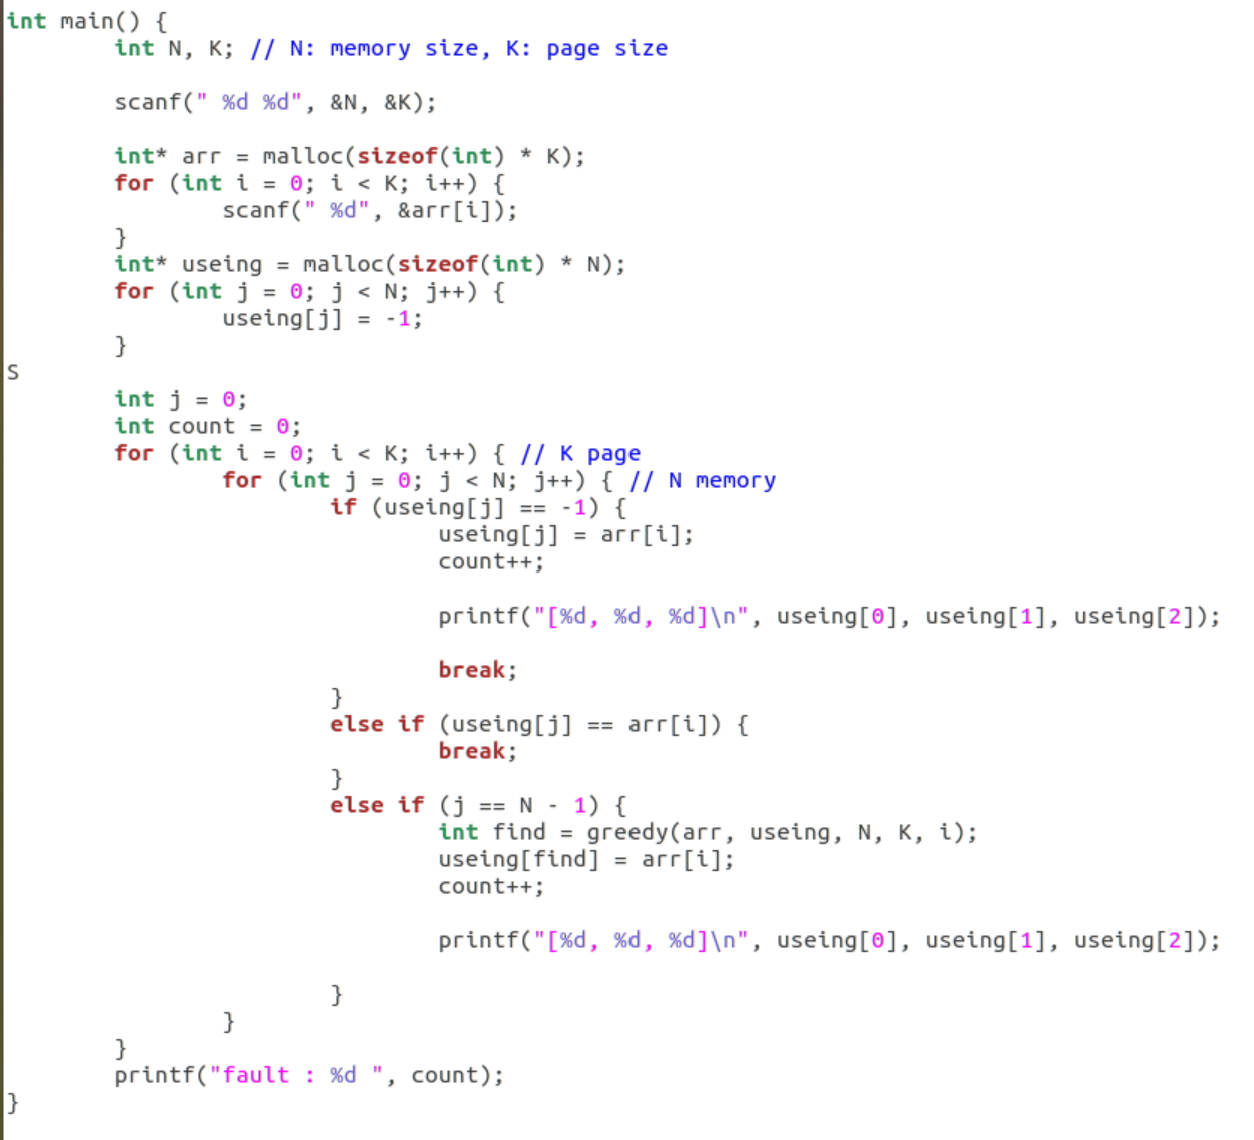 int main() {
        int N, K; // N: memory size, K: page size

        scanf(" %d %d", &N, &K);

        int* arr = malloc(sizeof(int) * K);
        for (int i = 0; i < K; i++) {
                scanf(" %d", &arr[i]);
        }
        int* useing = malloc(sizeof(int) * N);
        for (int j = 0; j < N; j++) {
                useing[j] = -1;
        }
S
        int j = 0;
        int count = 0;
        for (int i = 0; i < K; i++) { // K page
                for (int j = 0; j < N; j++) { // N memory
                        if (useing[j] == -1) {
                                useing[j] = arr[i];
                                count++;

                                printf("[%d, %d, %d]\n", useing[0], useing[1], useing[2]);

                                break;
                        }
                        else if (useing[j] == arr[i]) {
                                break;
                        }
                        else if (j == N - 1) {
                                int find = greedy(arr, useing, N, K, i);
                                useing[find] = arr[i];
                                count++;

                                printf("[%d, %d, %d]\n", useing[0], useing[1], useing[2]);

                        }
                }
        }
        printf("fault : %d ", count);
}